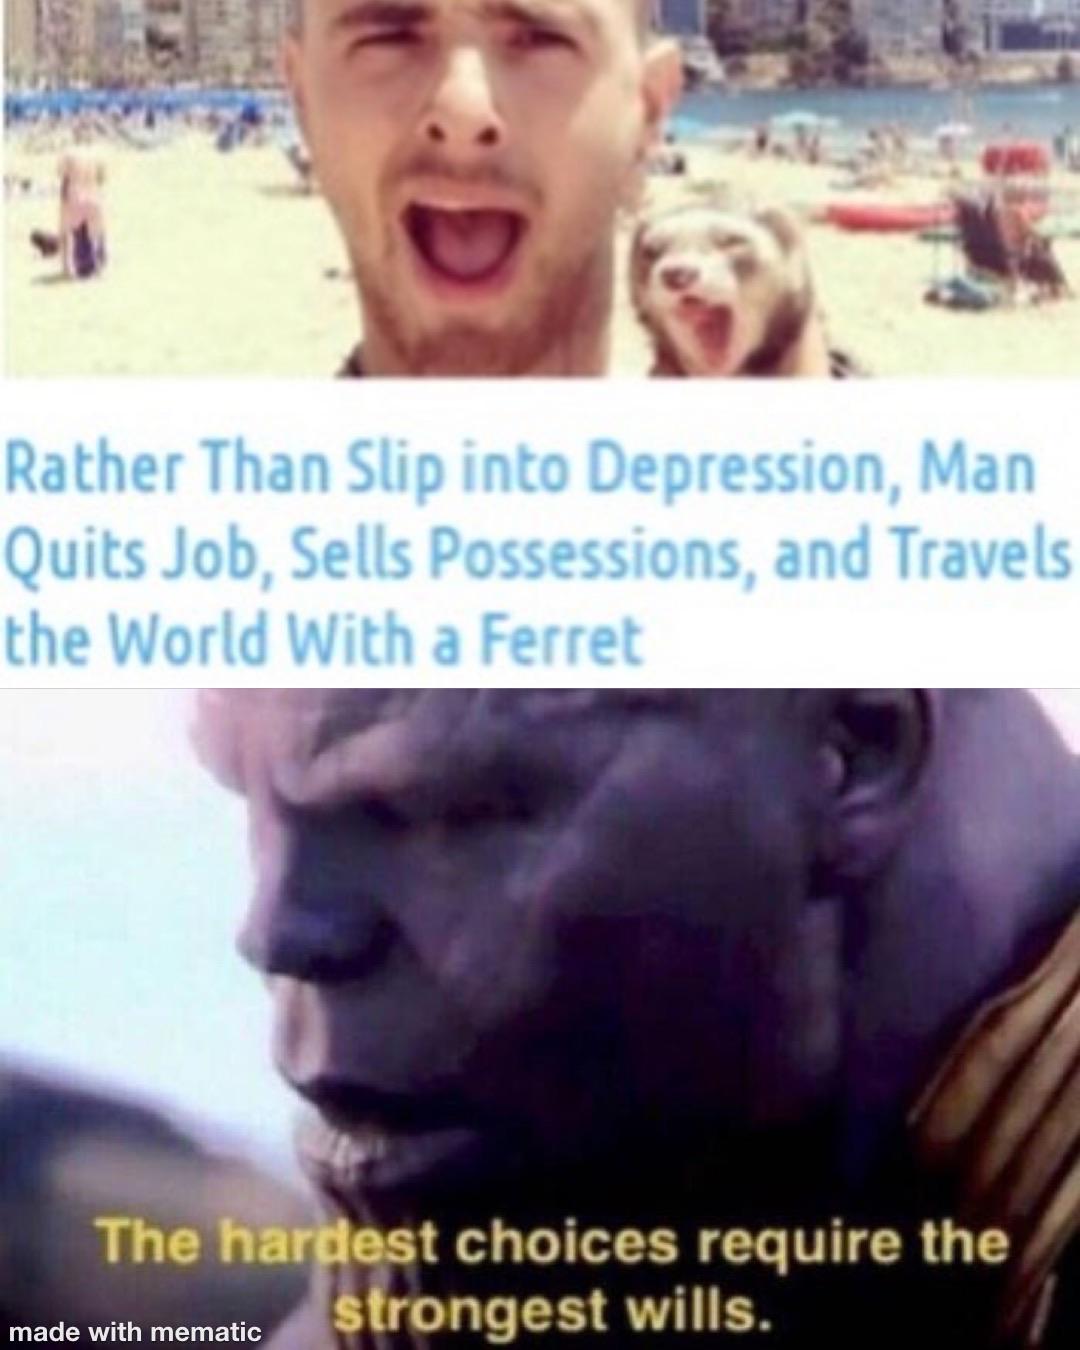 Rather Than Slip into Depression, Man
Quits Job, Sells Possessions, and Travels
the World With a Ferret
The hardest choices require the
strongest wills.
made with mematic